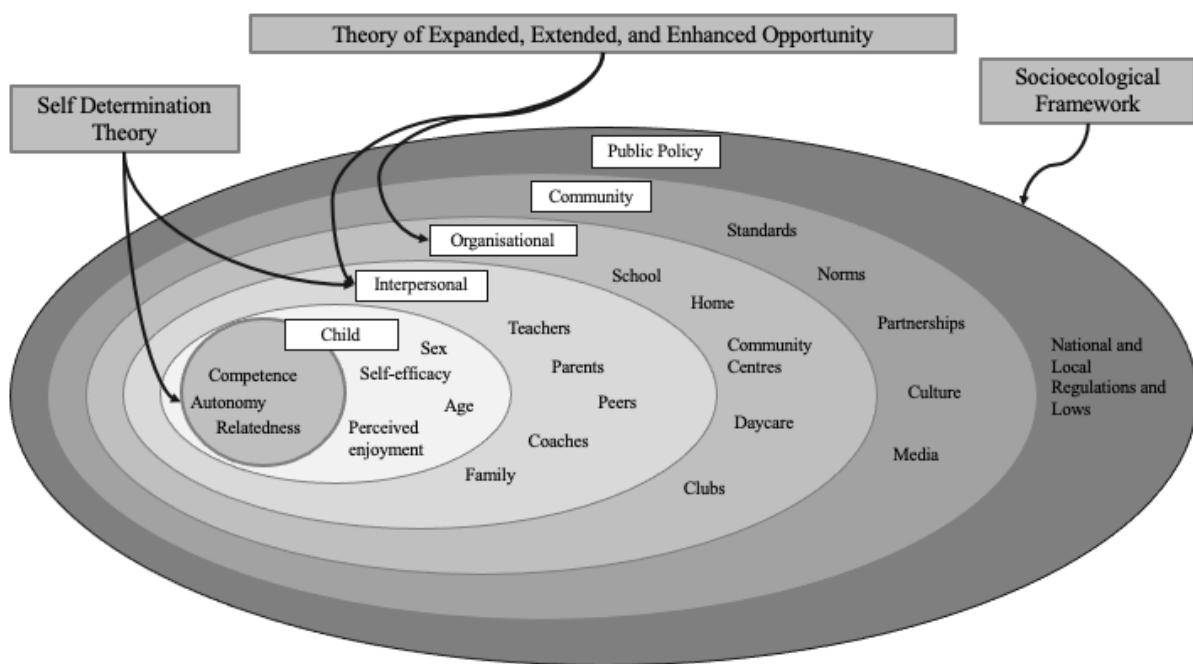 Theory of Expanded, Extended, and Enhanced Opportunity
Self Determination
Theory
Socioecological
Framework
Public Policy
Community
Organisational
Interpersonal
Child
Competence
Autonomy
Relatedness
Sex
Self-efficacy
Age
Perceived
enjoyment
Teachers
Parents
Peers
Coaches
Family
School
Home
Community
Centres
Daycare
Clubs
Standards
Norms
Partnerships
Culture
Media
National and
Local
Regulations and
Lows